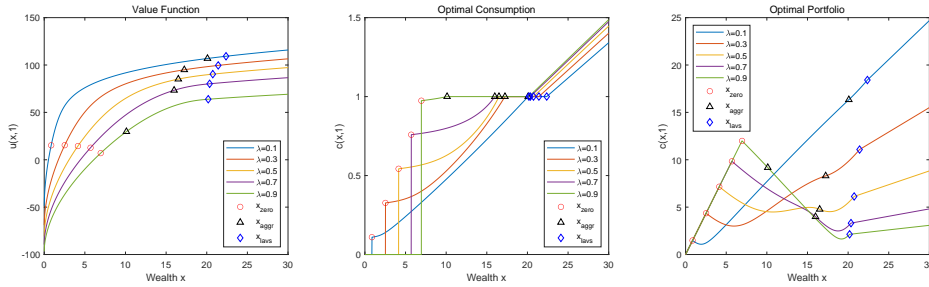 Value Function
100
50
0
-50
-100
0
5
10
15
20
25
30
u(x,1)
Wealth x
λ=0.1
λ=0.3
λ=0.5
λ=0.7
λ=0.9
x_zero
x_aggr
x_lavs
Optimal Consumption
1.5
1
0.5
0
0
5
10
15
20
25
30
c(x,1)
Wealth x
λ=0.1
λ=0.3
λ=0.5
λ=0.7
λ=0.9
x_zero
x_aggr
x_lavs
Optimal Portfolio
25
20
15
10
5
0
0
5
10
15
20
25
30
c(x,1)
Wealth x
λ=0.1
λ=0.3
λ=0.5
λ=0.7
λ=0.9
x_zero
x_aggr
x_lavs